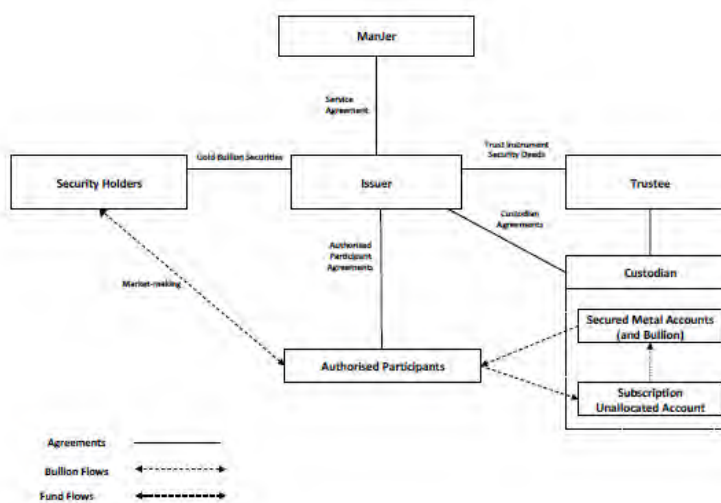 ManJer
Service
Agreement
Gold Bullion Securities
Trust Instrument
Security Deeds
Security Holders
Issuer
Trustee
Custodian
Agreements
Authorised
Participant
Agreements
Custodian
Market-making
Secured Metal Accounts
(and Bullion)
Authorised Participants
Subscription
Unallocated Account
Agreements
Bullion Flows
Fund Flows